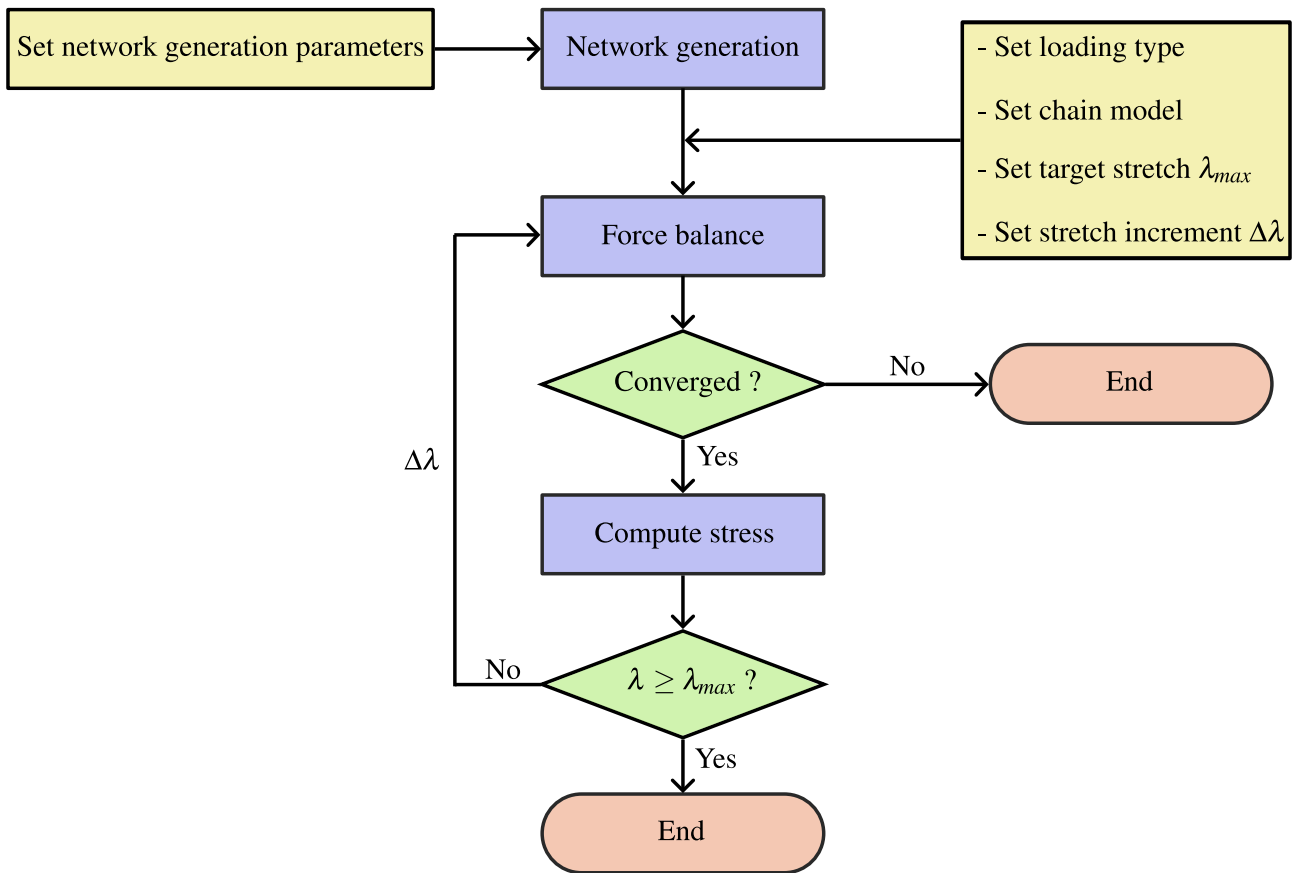 Set network generation parameters
Network generation
- Set loading type
- Set chain model
- Set target stretch λmax
- Set stretch increment Δλ
Force balance
Converged ?
No
End
Yes
Δλ
Compute stress
No
λ ≥ λmax ?
Yes
End